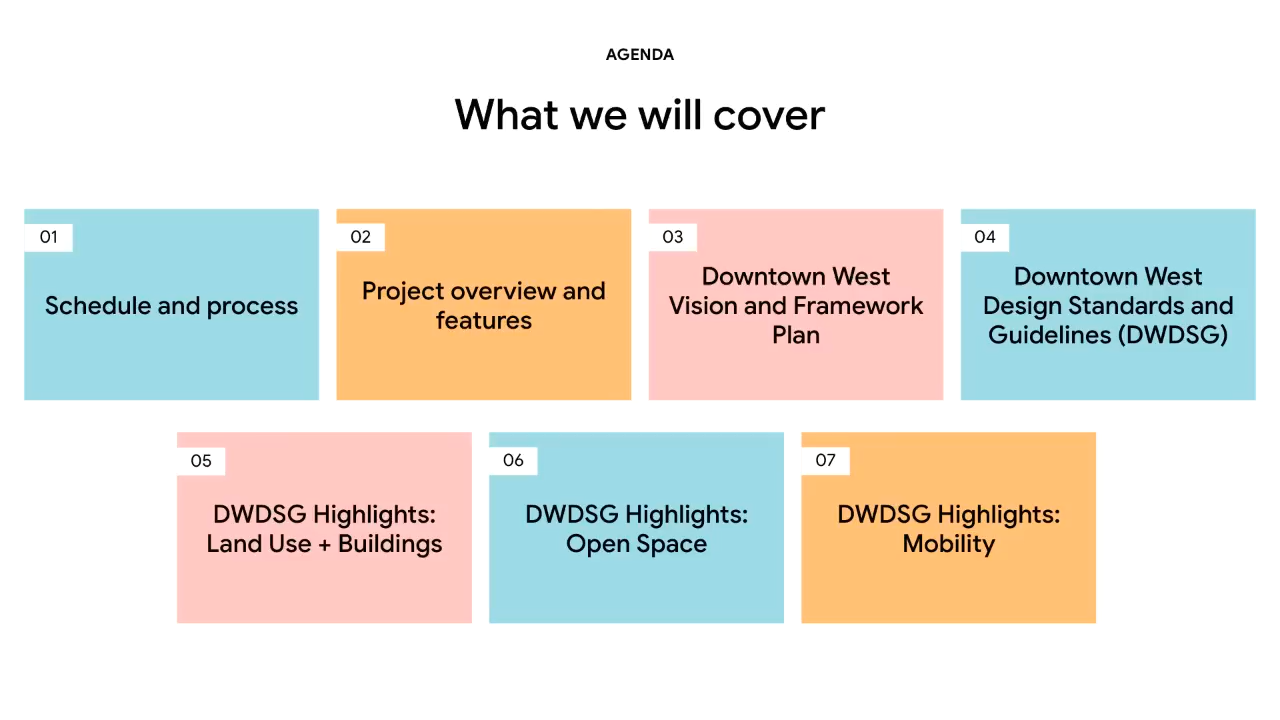 AGENDA
What we will cover
01
Schedule and process
02
Project overview and
features
03
Downtown West
Vision and Framework
Plan
04
Downtown West
Design Standards and
Guidelines (DWDSG)
05
DWDSG Highlights:
Land Use + Buildings
06
DWDSG Highlights:
Open Space
07
DWDSG Highlights:
Mobility